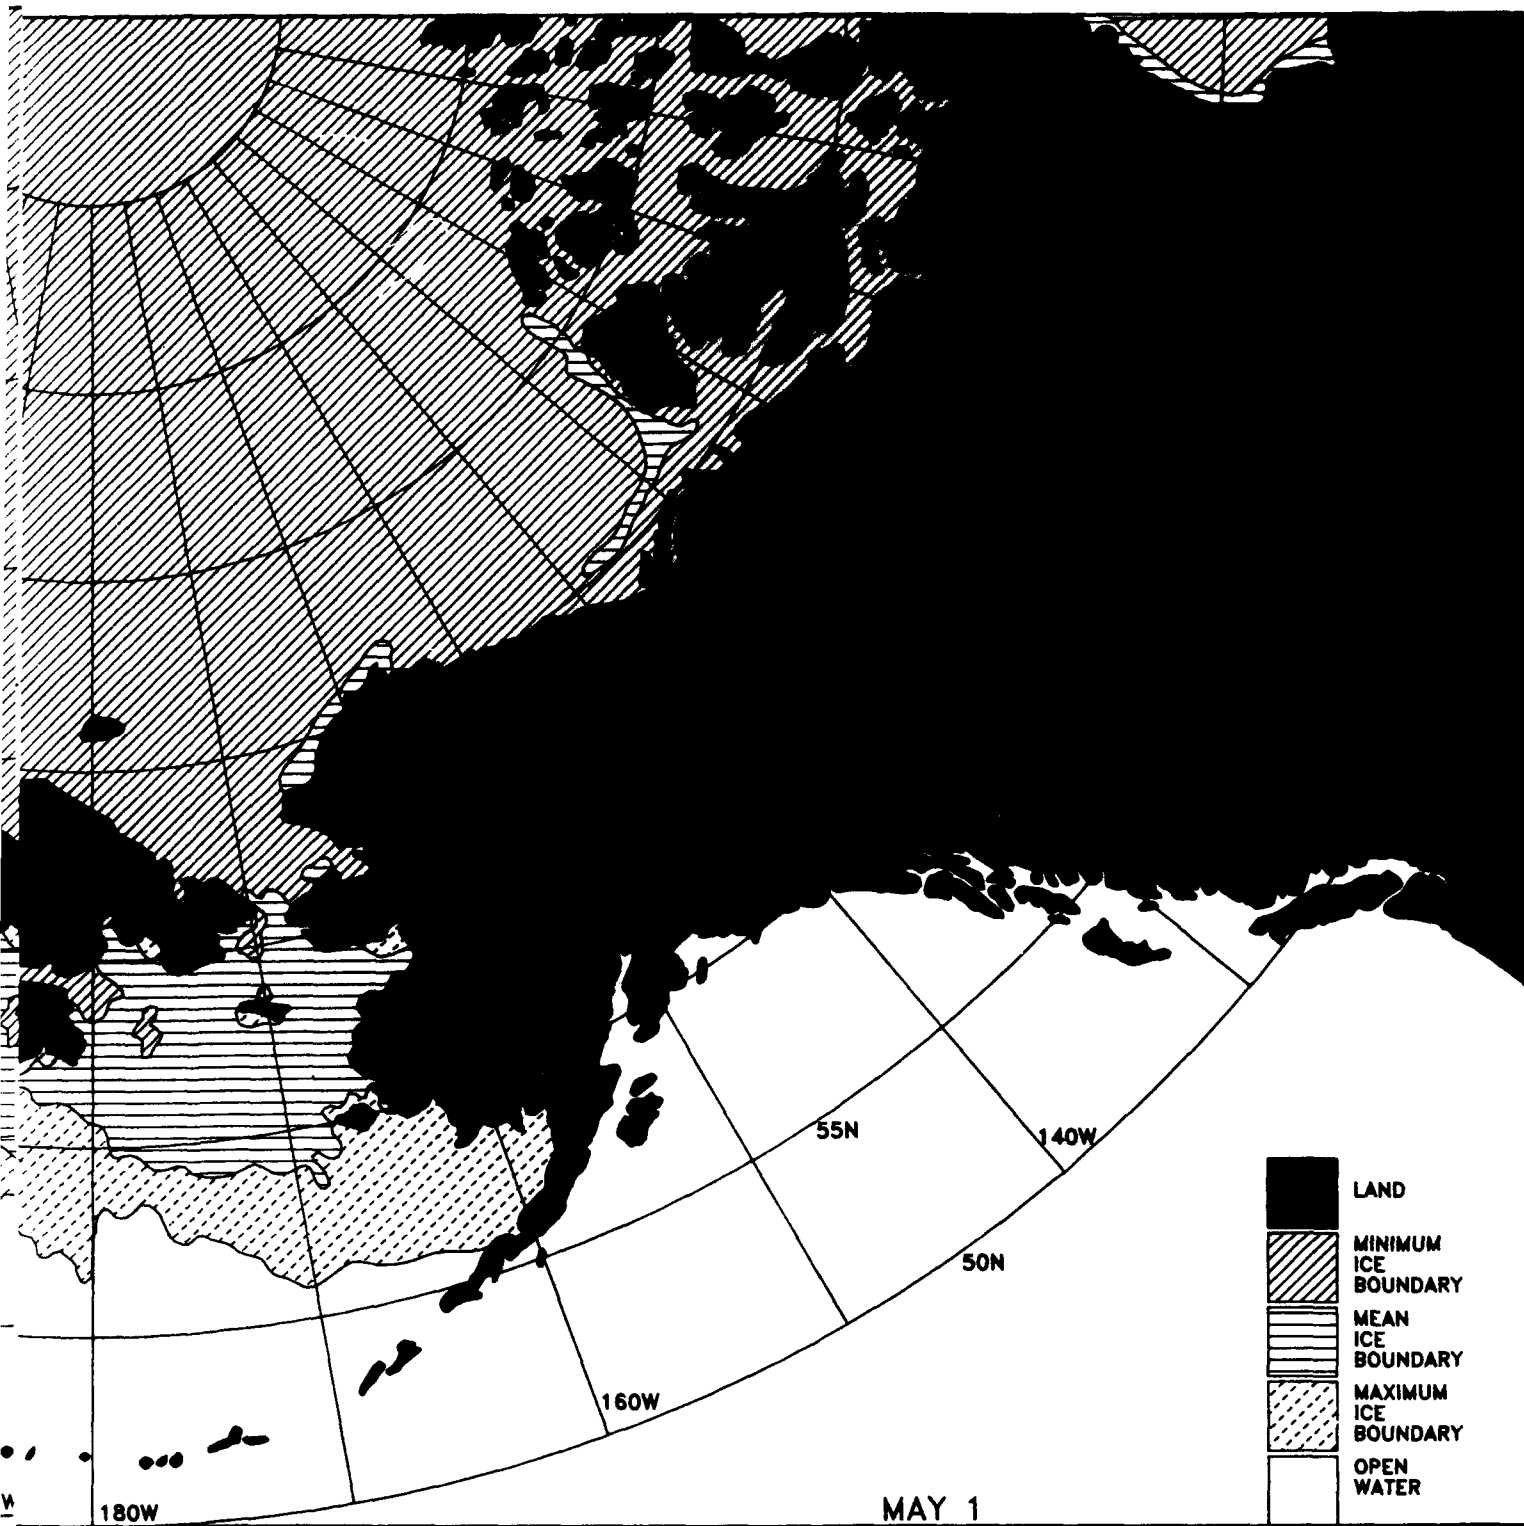 55N
140W
LAND
MINIMUM
ICE
BOUNDARY
50N
MEAN
ICE
BOUNDARY
160W
MAXIMUM
ICE
BOUNDARY
OPEN
WATER
W
180W
MAY 1